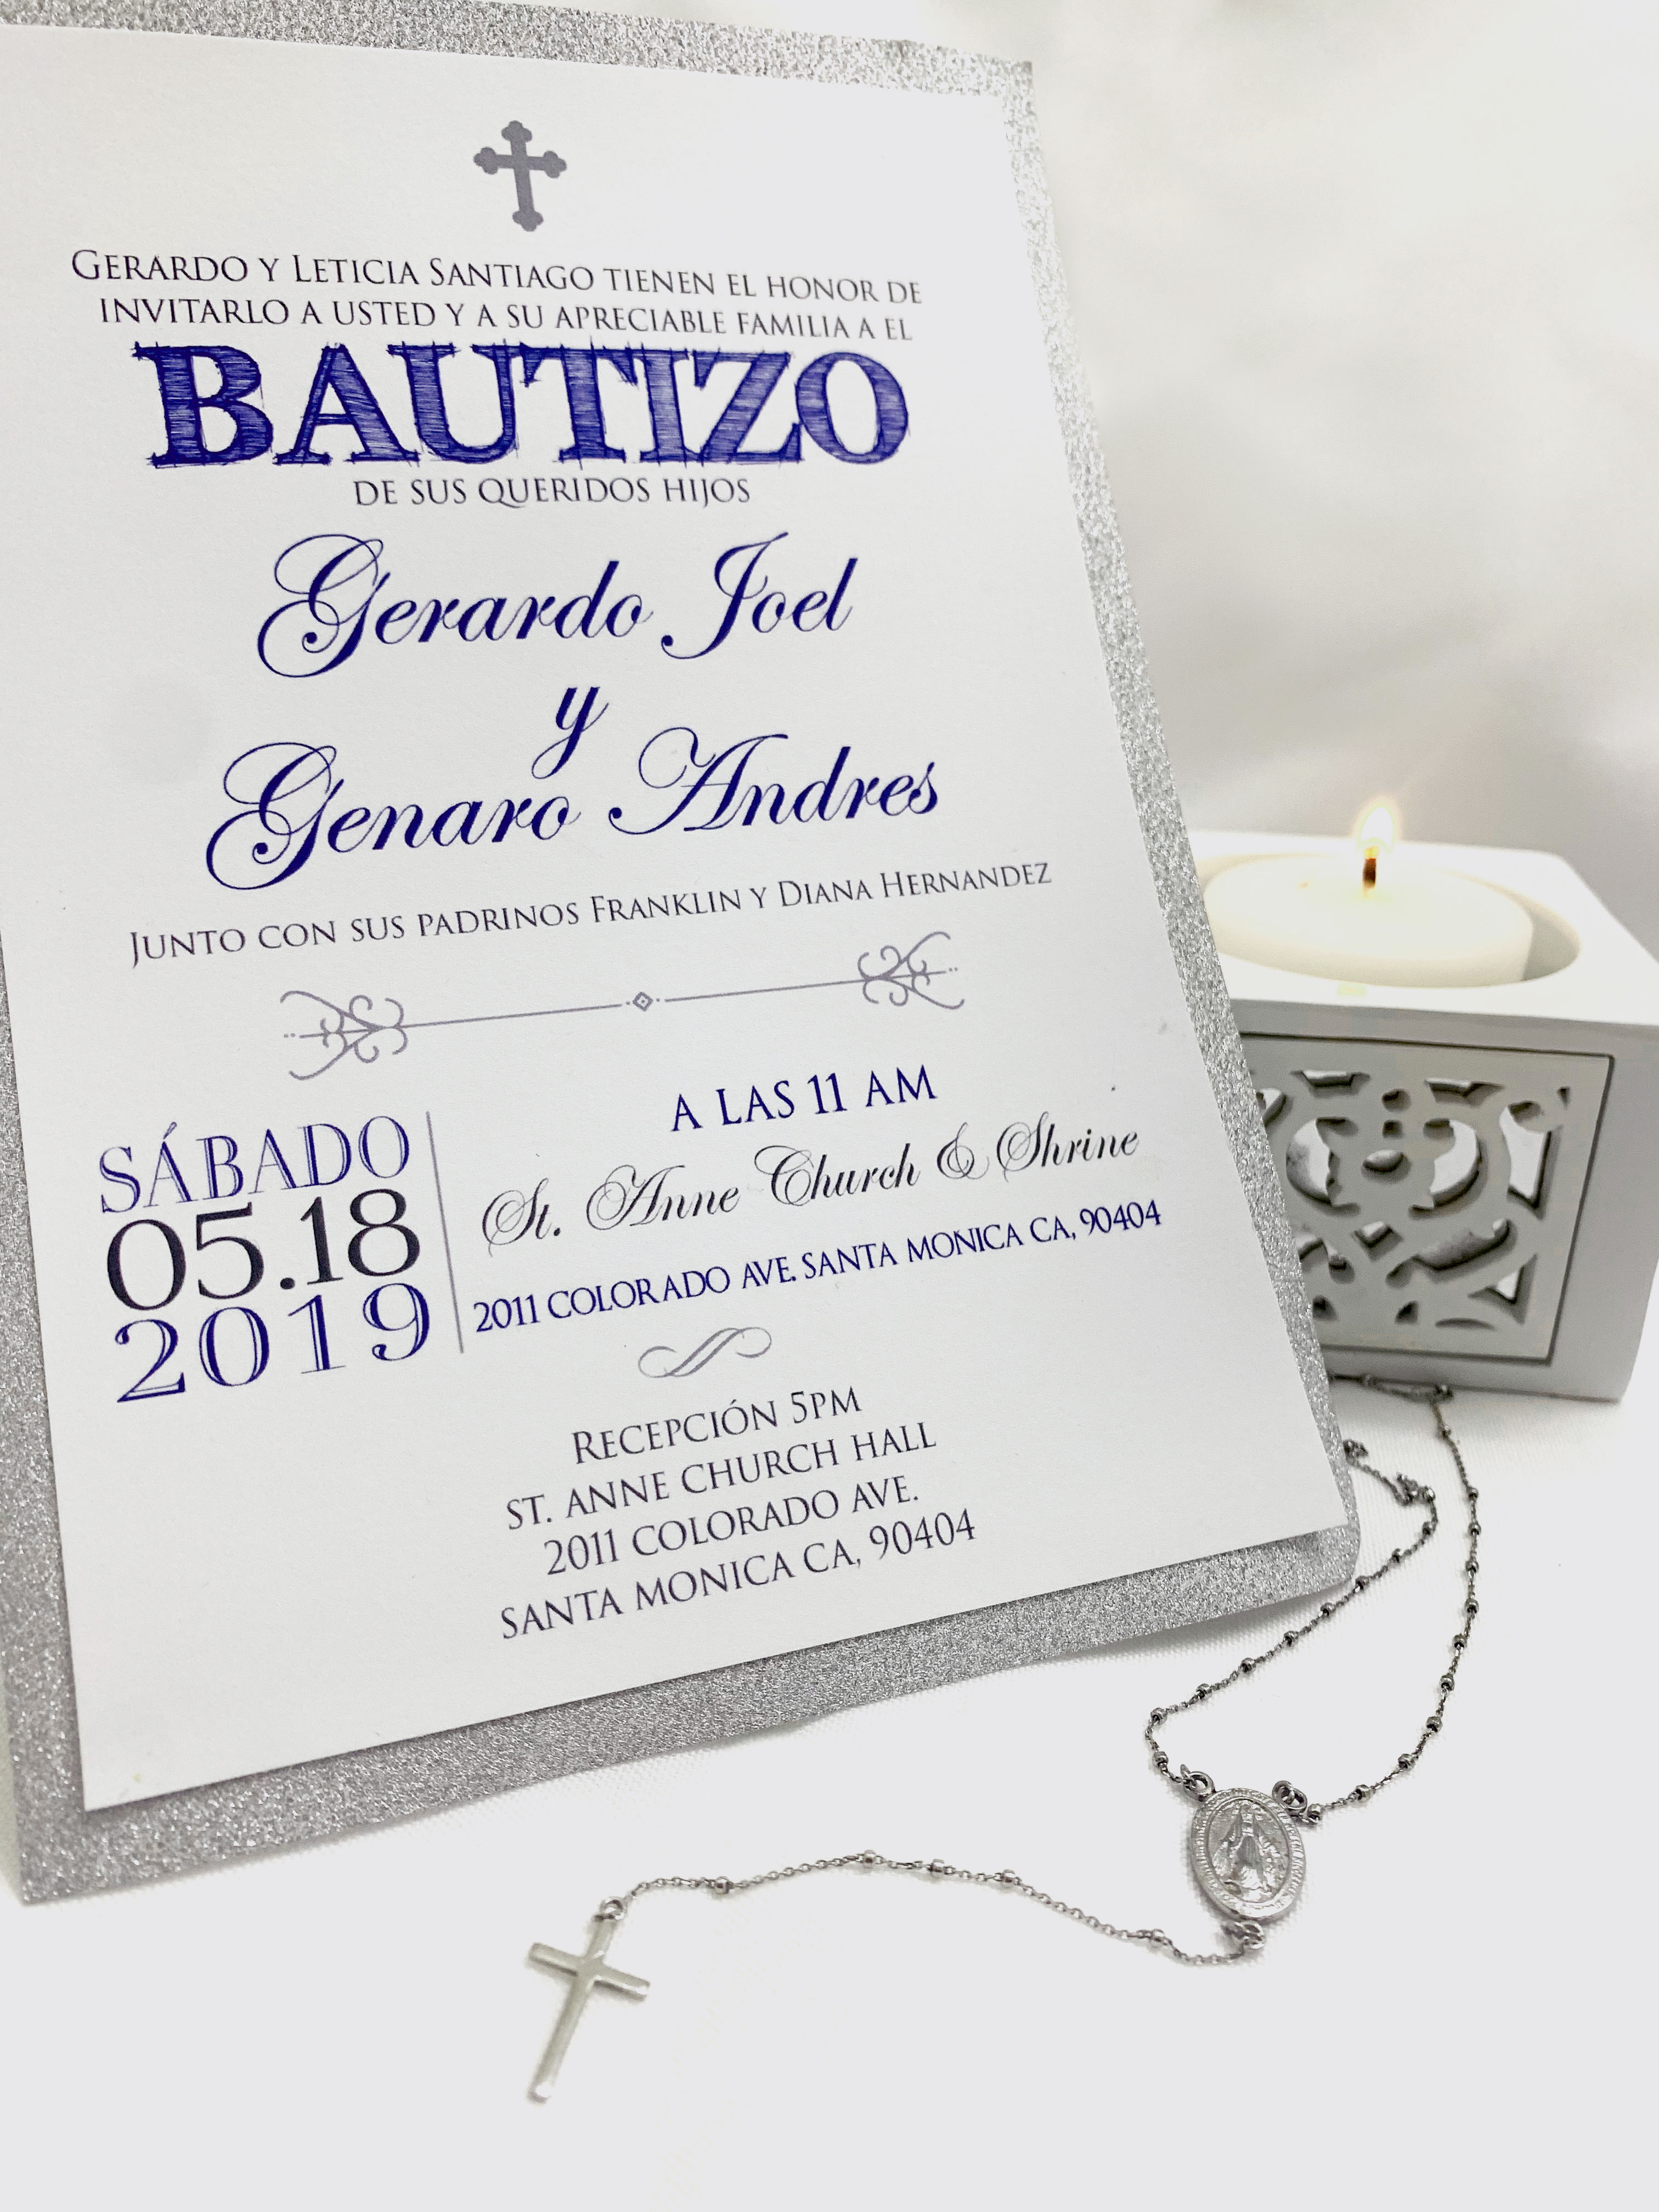 GERARDO Y LETICIA SANTIAGO TIENEN EL HONOR DE
INVITARLO A USTED Y A SU APRECIABLE FAMILIA A EL
BAUTIZO
DE SUS QUERIDOS HIJOS
Gerardo Joel
y
Genaro Andres
JUNTO CON SUS PADRINOS FRANKLIN Y DIANA HERNANDEZ
SÁBADO
05.18
2019
A LAS 11 AM
St. Anne Church & Shrine
2011 COLORADO AVE. SANTA MONICA CA, 90404
RECEPCIÓN 5PM
ST. ANNE CHURCH HALL
2011 COLORADO AVE.
SANTA MONICA CA, 90404